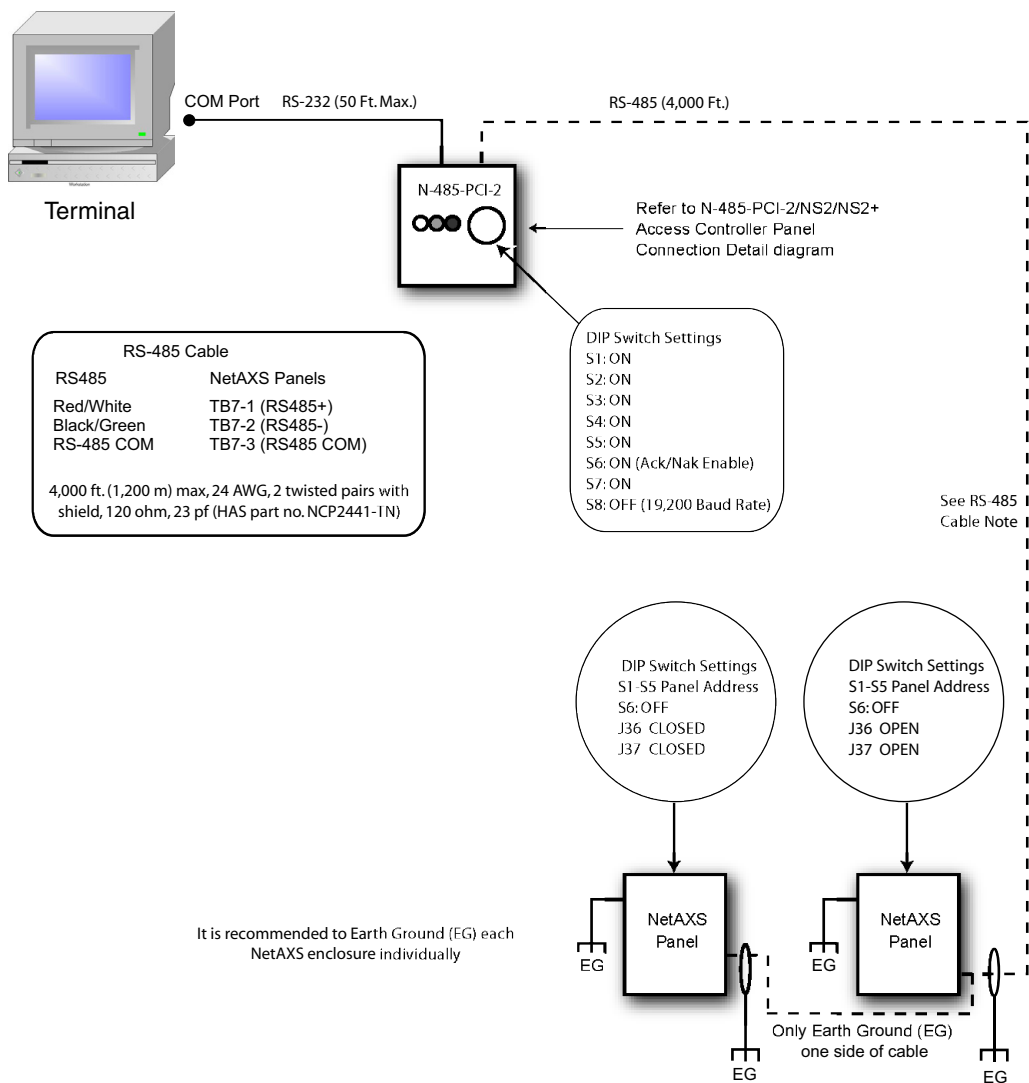 COM Port
RS-232 (50 Ft. Max.)
RS-485 (4,000 Ft.)
Workstation
Terminal
N-485-PCI-2
Refer to N-485-PCI-2/NS2/NS2+
Access Controller Panel
Connection Detail diagram
RS-485 Cable
RS485 NetAXS Panels
Red/White TB7-1 (RS485+)
Black/Green TB7-2 (RS485-)
RS-485 COM TB7-3 (RS485 COM)
4,000 ft. (1,200 m) max, 24 AWG, 2 twisted pairs with
shield, 120 ohm, 23 pf (HAS part no. NCP2441-TN)
DIP Switch Settings
S1: ON
S2: ON
S3: ON
S4: ON
S5: ON
S6: ON (Ack/Nak Enable)
S7: ON
S8: OFF (19,200 Baud Rate)
See RS-485
Cable Note
DIP Switch Settings
S1-S5 Panel Address
S6: OFF
J36 CLOSED
J37 CLOSED
DIP Switch Settings
S1-S5 Panel Address
S6: OFF
J36 OPEN
J37 OPEN
It is recommended to Earth Ground (EG) each
NetAXS enclosure individually
EG
NetAXS
Panel
EG
EG
NetAXS
Panel
EG
Only Earth Ground (EG)
one side of cable